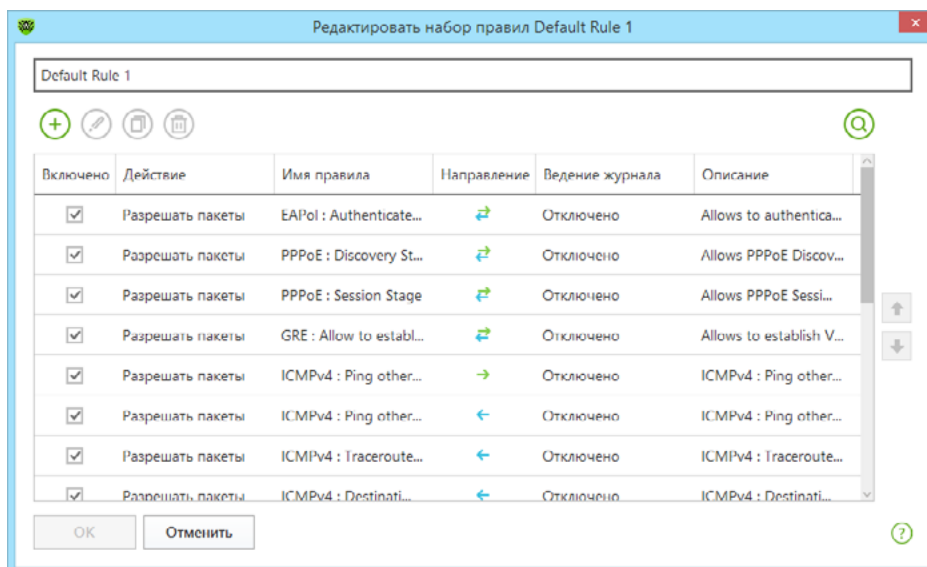 Редактировать набор правил Default Rule 1
Default Rule 1
Включено Действие Имя правила Направление Ведение журнала Описание
Разрешать пакеты EAPol : Authenticate... Отключено Allows to authentica...
Разрешать пакеты PPPoE : Discovery St... Отключено Allows PPPoE Discov...
Разрешать пакеты PPPoE : Session Stage Отключено Allows PPPoE Sessi...
Разрешать пакеты GRE : Allow to establ... Отключено Allows to establish V...
Разрешать пакеты ICMPv4 : Ping other... Отключено ICMPv4 : Ping other...
Разрешать пакеты ICMPv4 : Ping other... Отключено ICMPv4 : Ping other...
Разрешать пакеты ICMPv4 : Traceroute... Отключено ICMPv4 : Traceroute...
Разрешать пакеты ICMPv4 : Destinati... Отключено ICMPv4 : Destinati...
OK Отменить ?